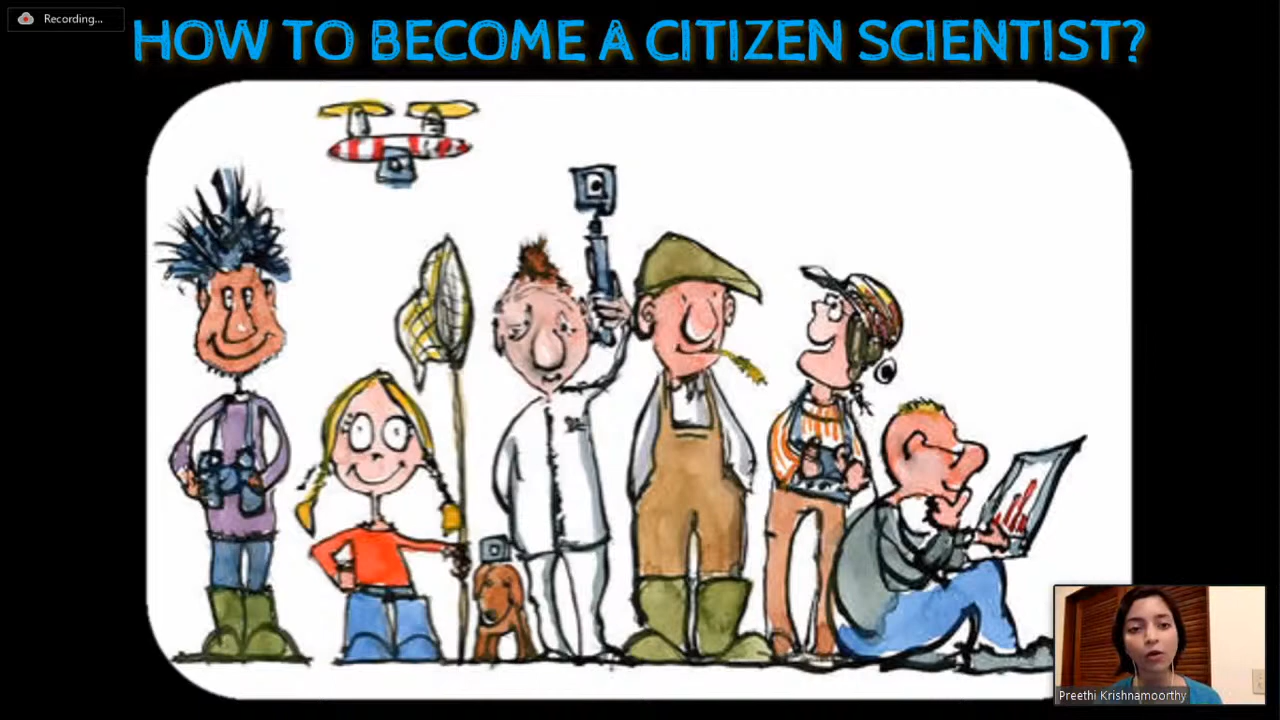 Recording...
HOW TO BECOME A CITIZEN SCIENTIST?
Preethi Krishnamoorthy